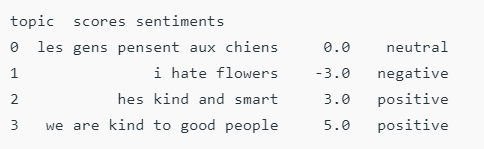 topic scores sentiments
0 les gens pensent aux chiens 0.0 neutral
1 i hate flowers -3.0 negative
2 hes kind and smart 3.0 positive
3 we are kind to good people 5.0 positive